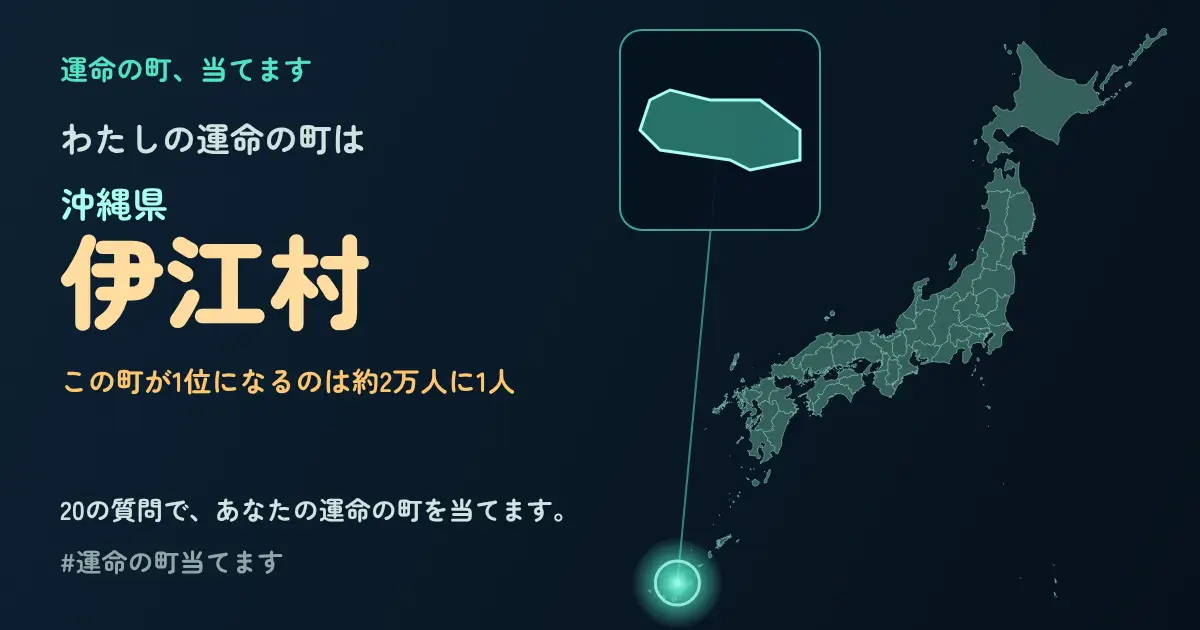 運命の町、当てます
わたしの運命の町は
沖縄県
伊江村
この町が1位になるのは約2万人に1人
20の質問で、あなたの運命の町を当てます。
#運命の町当てます